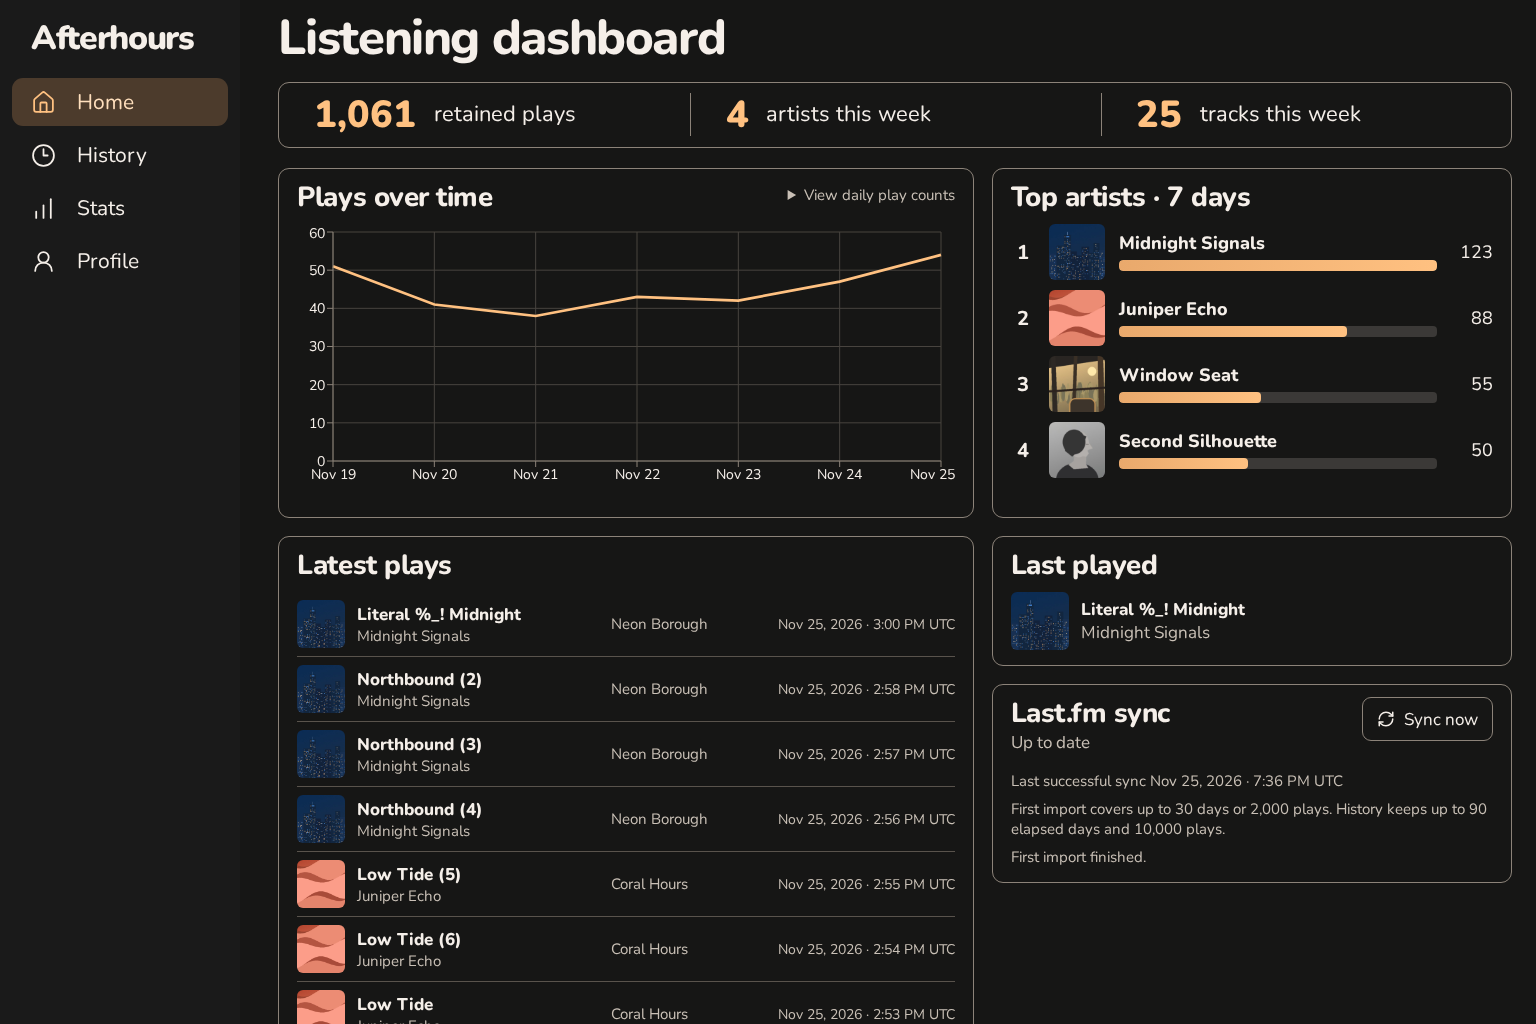 Afterhours
Home
History
Stats
Profile
Listening dashboard
1,061 retained plays
4 artists this week
25 tracks this week
Plays over time
View daily play counts
60
50
40
30
20
10
0
Nov 19 Nov 20 Nov 21 Nov 22 Nov 23 Nov 24 Nov 25
Top artists · 7 days
1 Midnight Signals 123
2 Juniper Echo 88
3 Window Seat 55
4 Second Silhouette 50
Latest plays
Literal %_! Midnight
Midnight Signals
Neon Borough
Nov 25, 2026 · 3:00 PM UTC
Northbound (2)
Midnight Signals
Neon Borough
Nov 25, 2026 · 2:58 PM UTC
Northbound (3)
Midnight Signals
Neon Borough
Nov 25, 2026 · 2:57 PM UTC
Northbound (4)
Midnight Signals
Neon Borough
Nov 25, 2026 · 2:56 PM UTC
Low Tide (5)
Juniper Echo
Coral Hours
Nov 25, 2026 · 2:55 PM UTC
Low Tide (6)
Juniper Echo
Coral Hours
Nov 25, 2026 · 2:54 PM UTC
Low Tide
Juniper Echo
Coral Hours
Nov 25, 2026 · 2:53 PM UTC
Last played
Literal %_! Midnight
Midnight Signals
Last.fm sync
Sync now
Up to date
Last successful sync Nov 25, 2026 · 7:36 PM UTC
First import covers up to 30 days or 2,000 plays. History keeps up to 90
elapsed days and 10,000 plays.
First import finished.